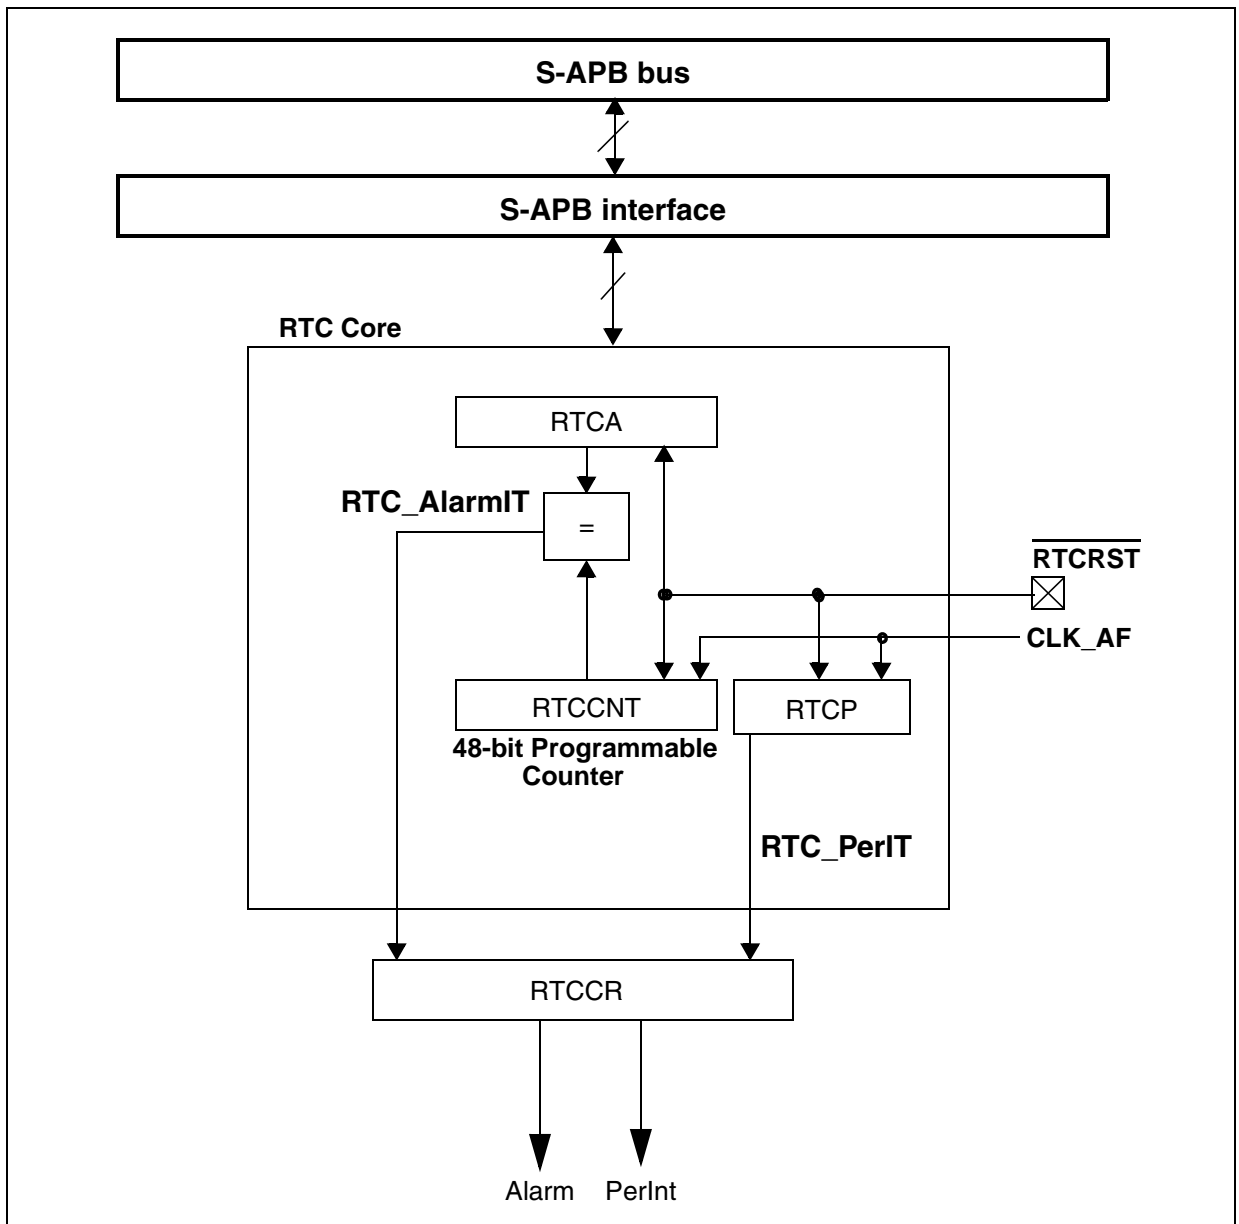 S-APB bus
S-APB interface
RTC Core
RTCA
RTC_AlarmIT
=
RTCRST
CLK_AF
RTCCNT
RTCP
48-bit Programmable
Counter
RTC_PerIT
RTCCR
Alarm
PerInt